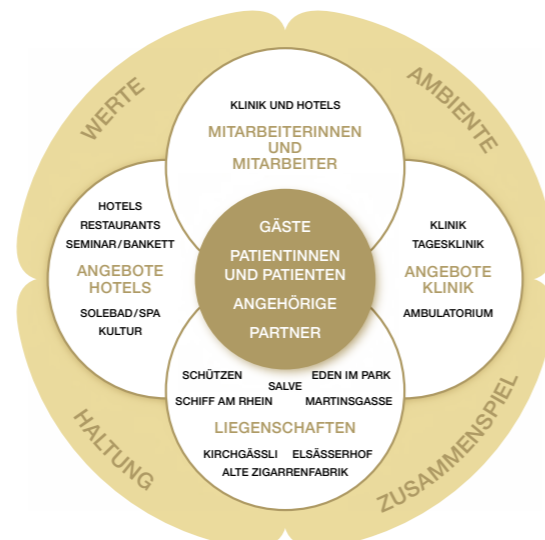 WERTE
AMBIENTE
KLINIK UND HOTELS
MITARBEITERINNEN
UND
MITARBEITER
HOTELS
RESTAURANTS
SEMINAR/BANKETT
ANGEBOTE
HOTELS
SOLEBAD/SPA
KULTUR
GÄSTE
PATIENTINNEN
UND PATIENTEN
ANGEHÖRIGE
PARTNER
KLINIK
TAGESKLINIK
ANGEBOTE
KLINIK
AMBULATORIUM
SCHÜTZEN
SALVE
EDEN IM PARK
SCHIFF AM RHEIN
MARTINSGASSE
LIEGENSCHAFTEN
KIRCHGÄSSLI
ELSÄSSERHOF
ALTE ZIGARRENFABRIK
HALTUNG
ZUSAMMENSPIEL